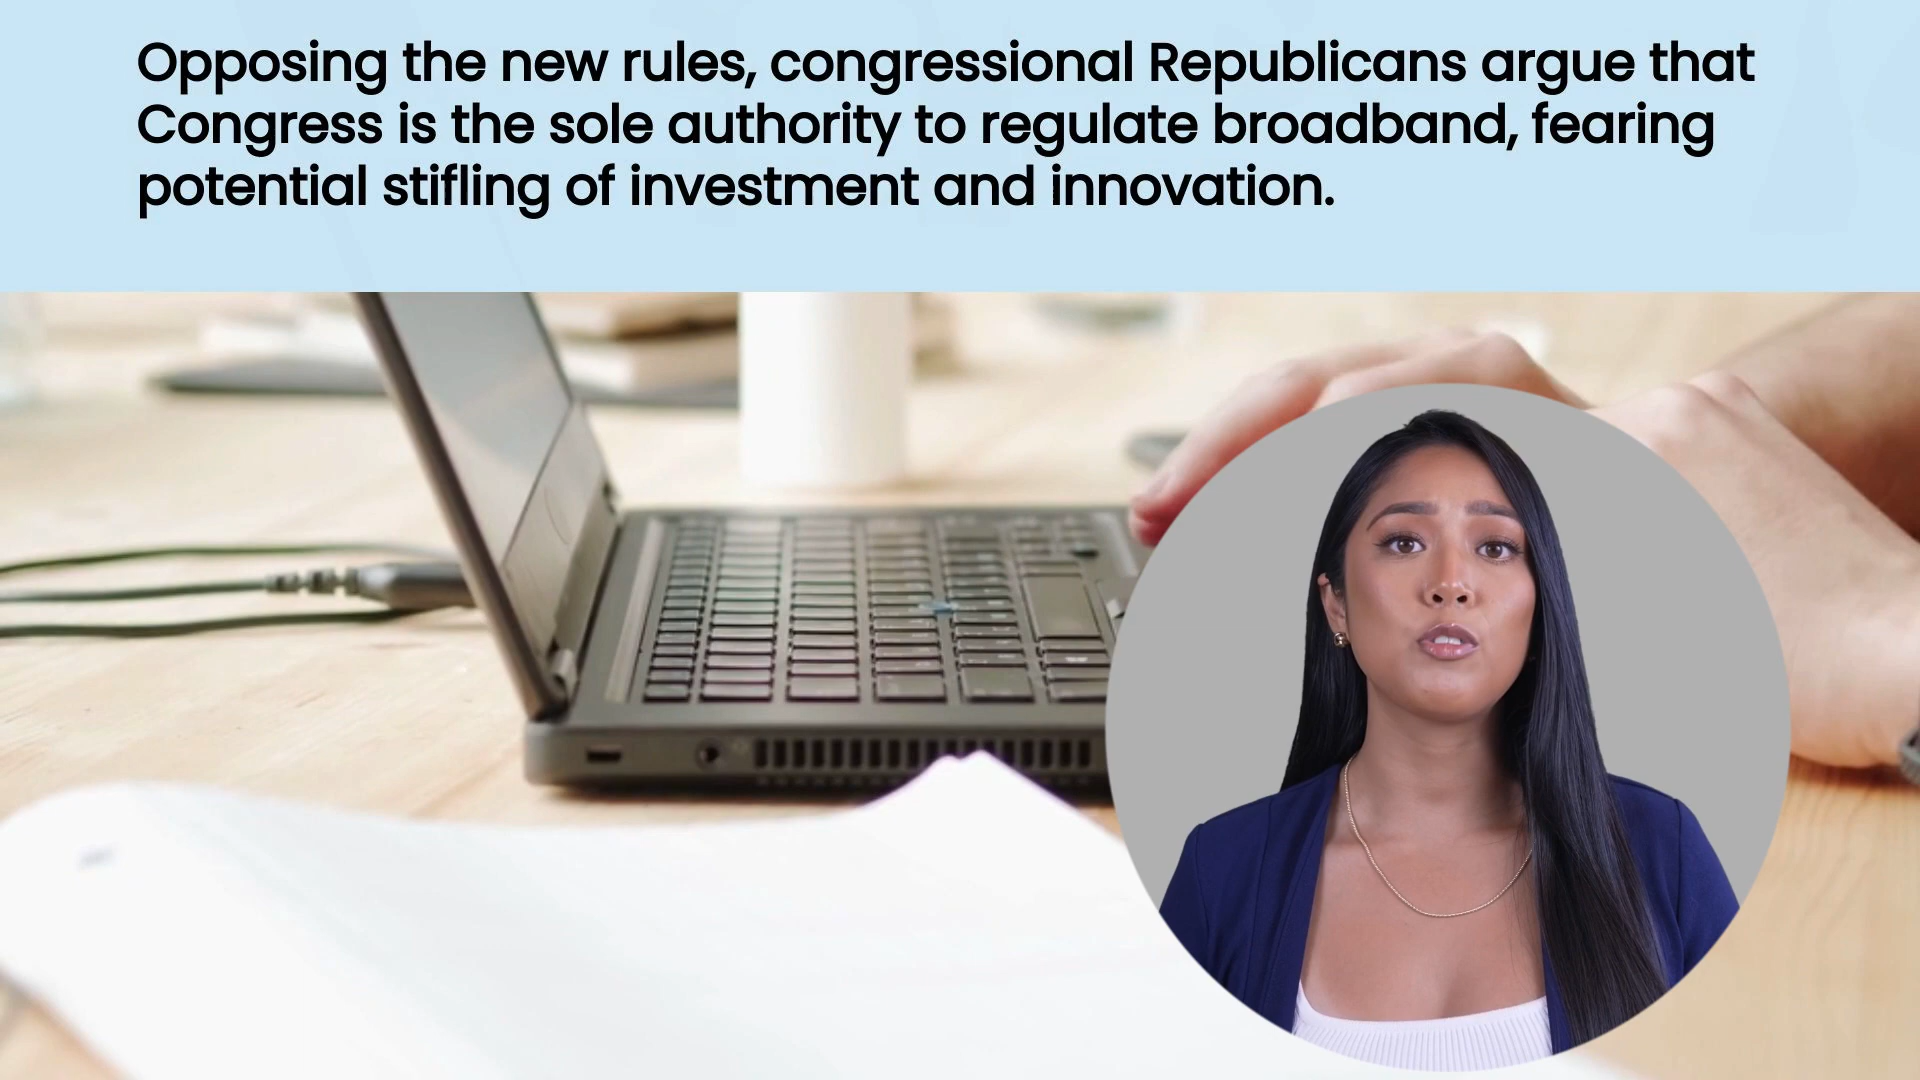 Opposing the new rules, congressional Republicans argue that
Congress is the sole authority to regulate broadband, fearing
potential stifling of investment and innovation.